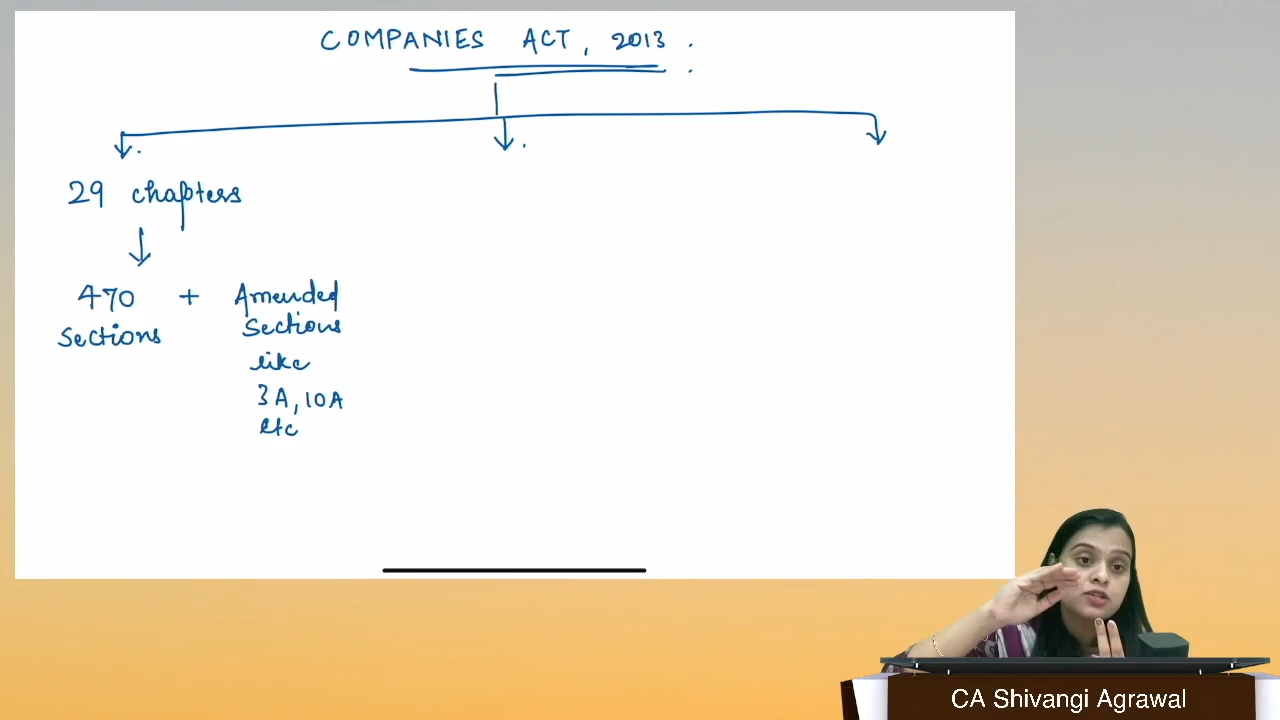 COMPANIES ACT, 2013.
29 chapters
470 + Amended
Sections Sections
like
3A, 10A
etc
CA Shivangi Agrawal